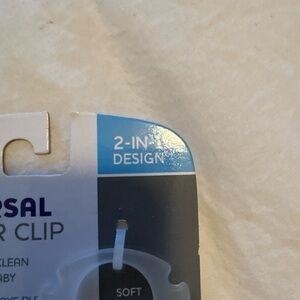 2-IN-1
DESIGN
RSAL
R CLIP
CLEAN
ABY
SOFT